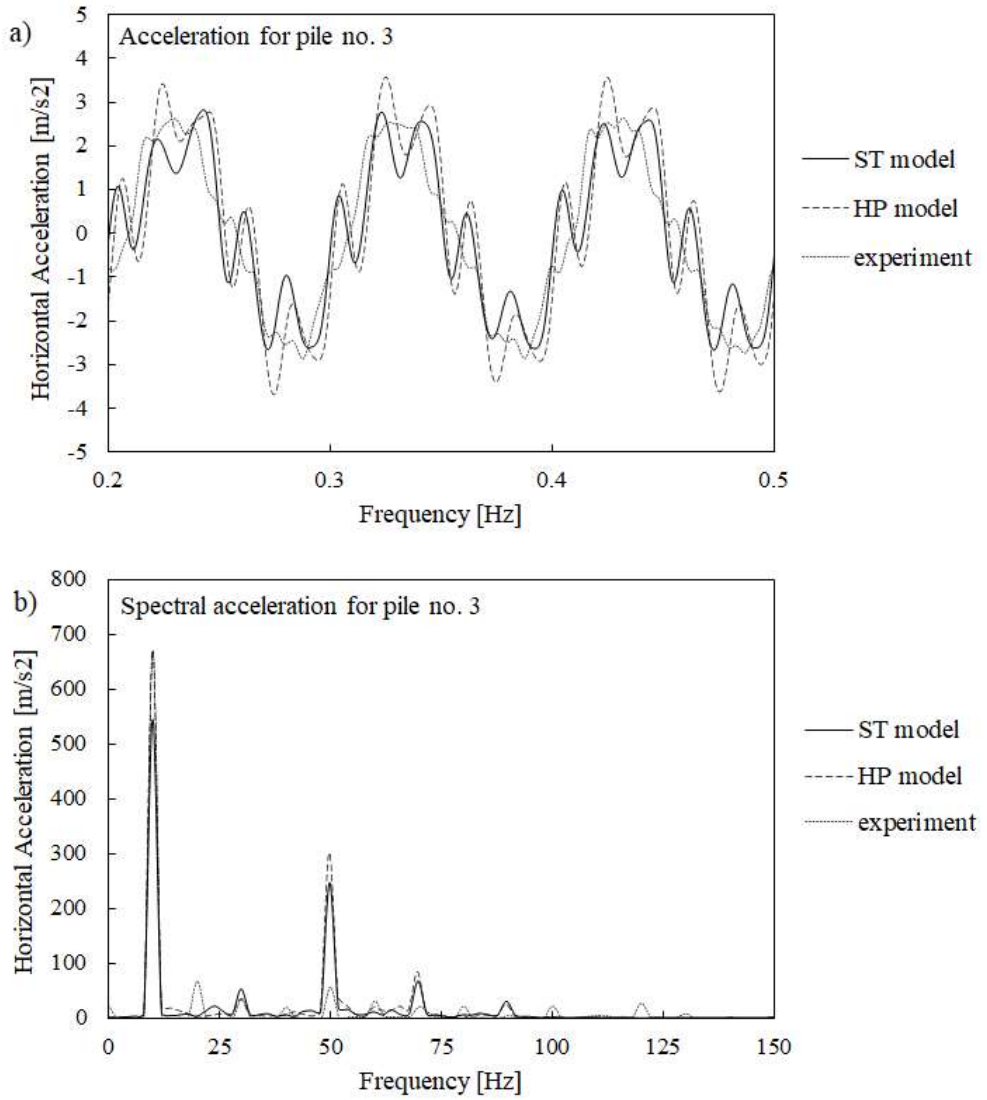 a)
Acceleration for pile no. 3
Horizontal Acceleration [m/s2]
5
4
3
2
1
0
-1
-2
-3
-4
-5
0.2
0.3
0.4
0.5
Frequency [Hz]
ST model
HP model
experiment
b)
Spectral acceleration for pile no. 3
Horizontal Acceleration [m/s2]
800
700
600
500
400
300
200
100
0
0
25
50
75
100
125
150
Frequency [Hz]
ST model
HP model
experiment